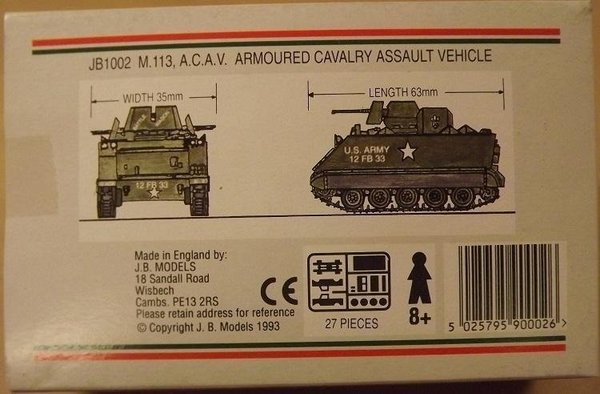 JB1002 M.113, A.C.A.V. ARMOURED CAVALRY ASSAULT VEHICLE
WIDTH 35mm
LENGTH 63mm
12 FB 33
U.S. ARMY
12 FB 33
Made in England by:
J.B. MODELS
18 Sandall Road
Wisbech
Cambs. PE13 2RS
Please retain address for reference
© Copyright J. B. Models 1993
CE
27 PIECES
8+
5 025795 900026 >